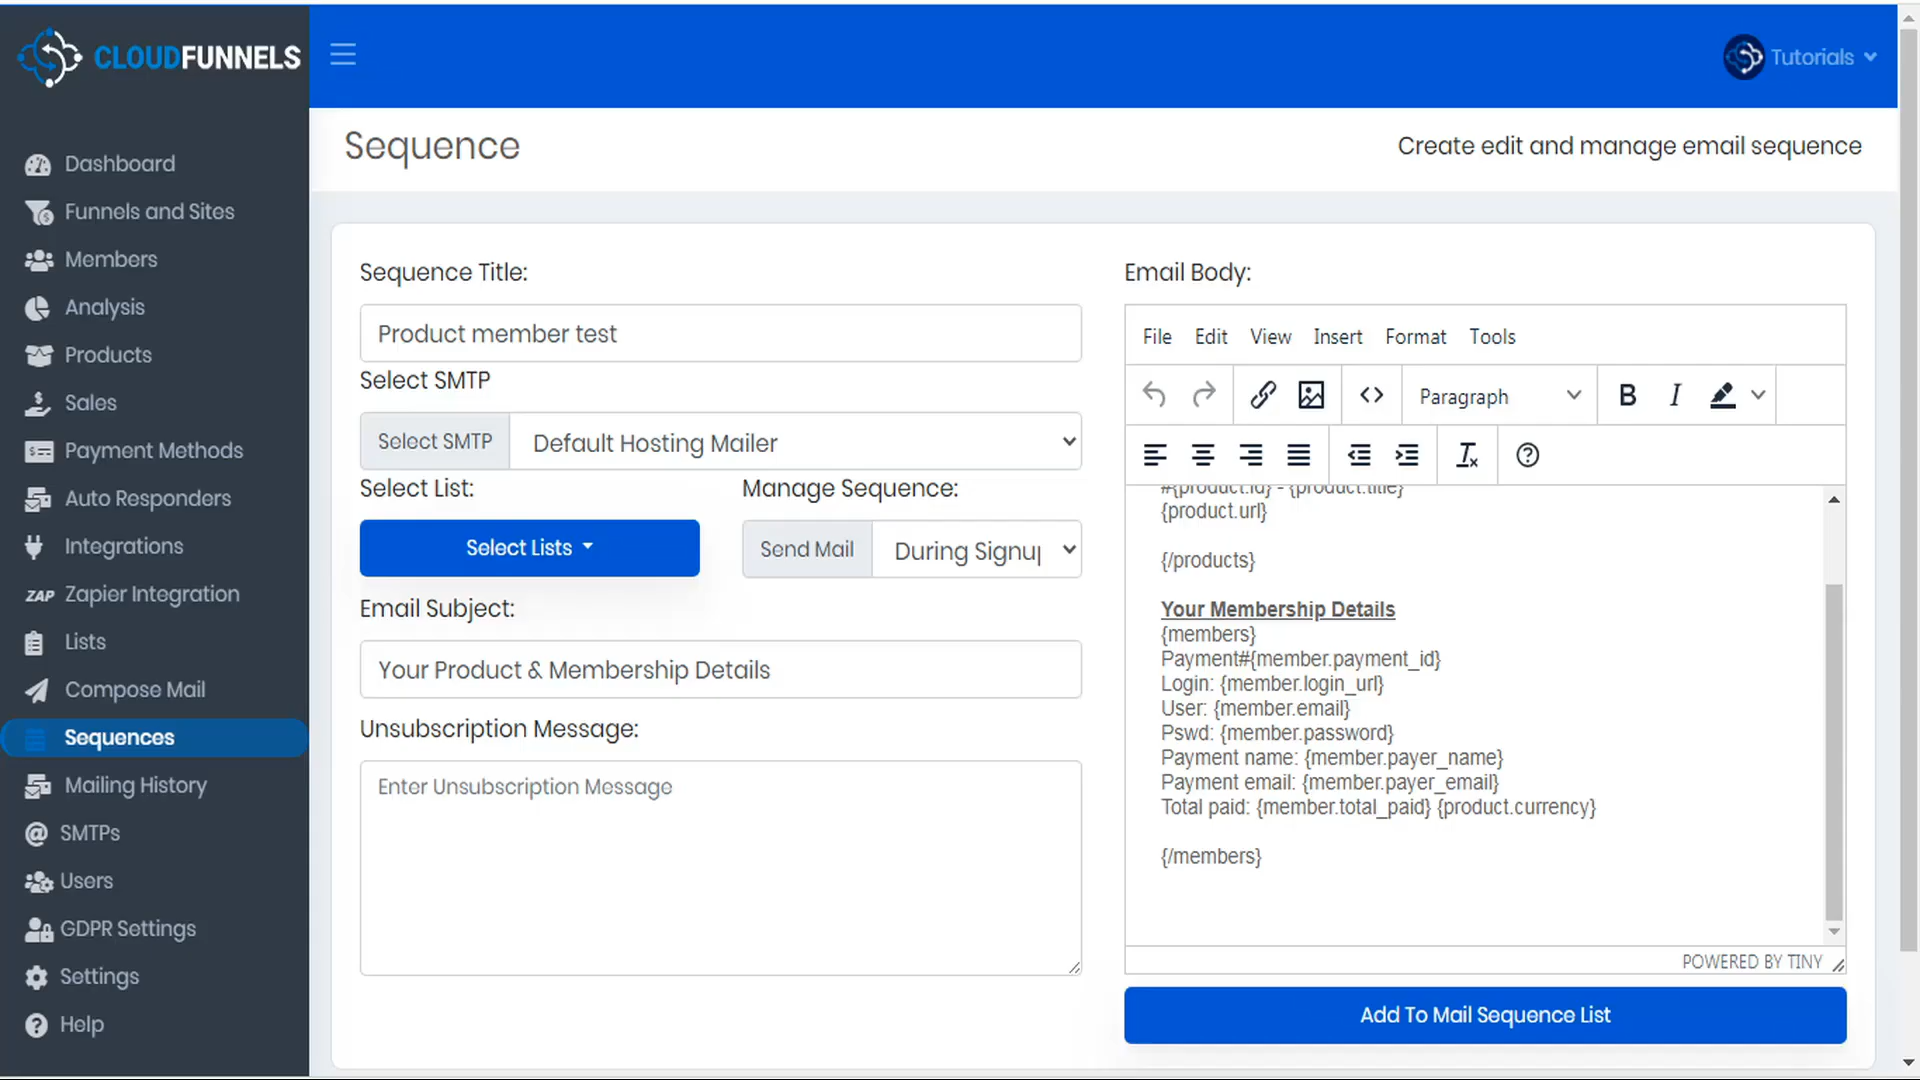 CLOUDFUNNELS
Tutorials
Dashboard
Funnels and Sites
Members
Analysis
Products
Sales
Payment Methods
Auto Responders
Integrations
ZAP Zapier Integration
Lists
Compose Mail
Sequences
Mailing History
SMTPs
Users
GDPR Settings
Settings
Help
Sequence
Create edit and manage email sequence
Sequence Title:
Product member test
Select SMTP
Select SMTP Default Hosting Mailer
Select List:
Manage Sequence:
Select Lists
Send Mail During Signup
Email Subject:
Your Product & Membership Details
Unsubscription Message:
Enter Unsubscription Message
Email Body:
File Edit View Insert Format Tools
Paragraph B I
#{product.id} - {product.title}
{product.url}
{/products}
Your Membership Details
{members}
Payment#{member.payment_id}
Login: {member.login_url}
User: {member.email}
Pswd: {member.password}
Payment name: {member.payer_name}
Payment email: {member.payer_email}
Total paid: {member.total_paid} {product.currency}
{/members}
POWERED BY TINY
Add To Mail Sequence List